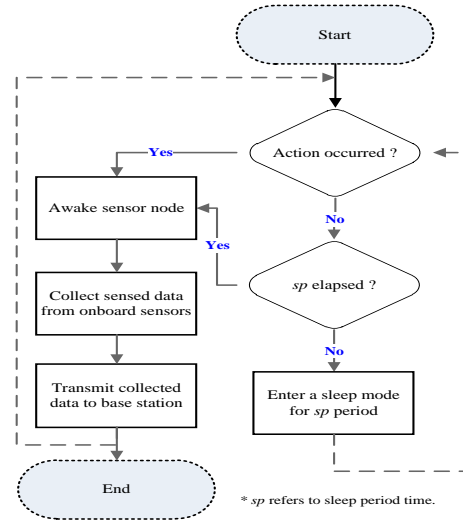 Start
Action occurred ?
Yes
Awake sensor node
No
Yes
sp elapsed ?
Collect sensed data
from onboard sensors
No
Transmit collected
data to base station
Enter a sleep mode
for sp period
End
* sp refers to sleep period time.